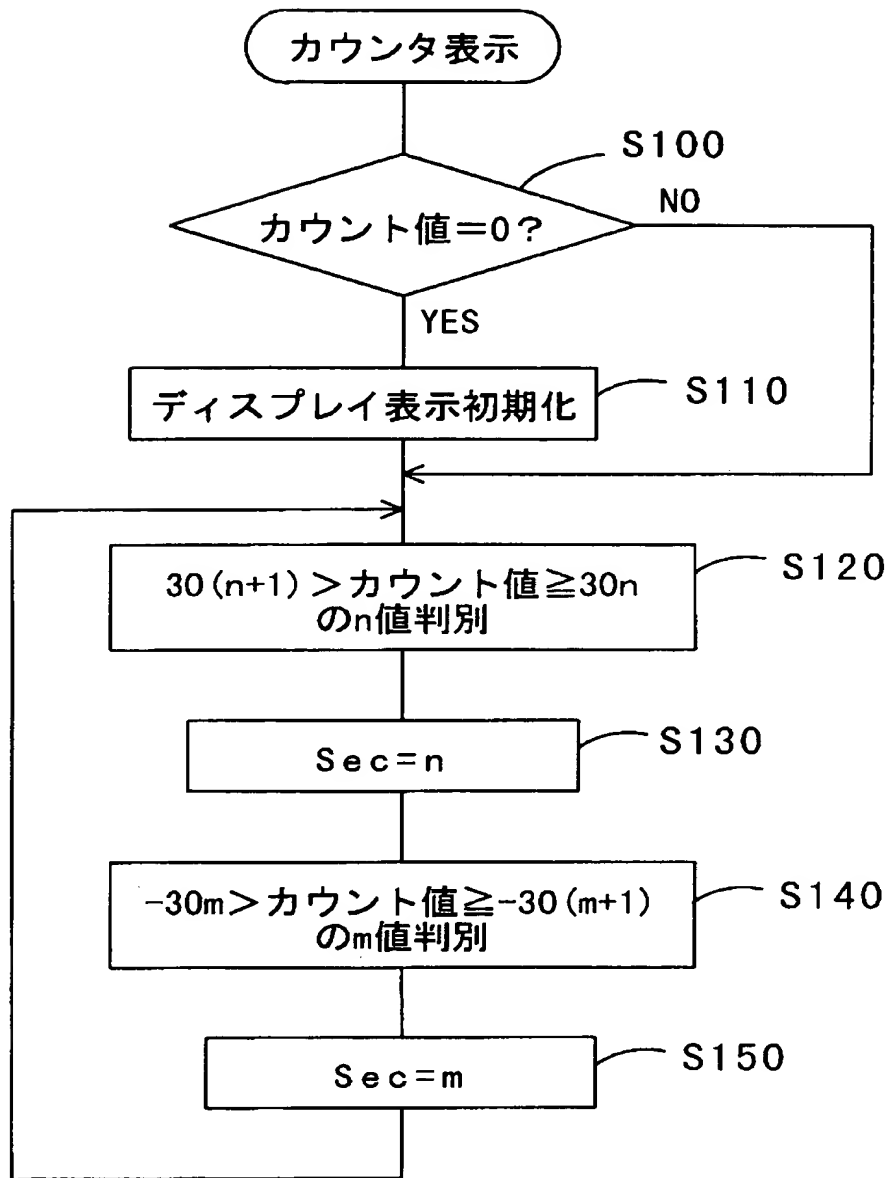 カウンタ表示
S100
カウント値=0?
NO
YES
ディスプレイ表示初期化
S110
30(n+1)>カウント値≧30n
のn値判別
S120
Sec=n
S130
-30m>カウント値≧-30(m+1)
のm値判別
S140
Sec=m
S150